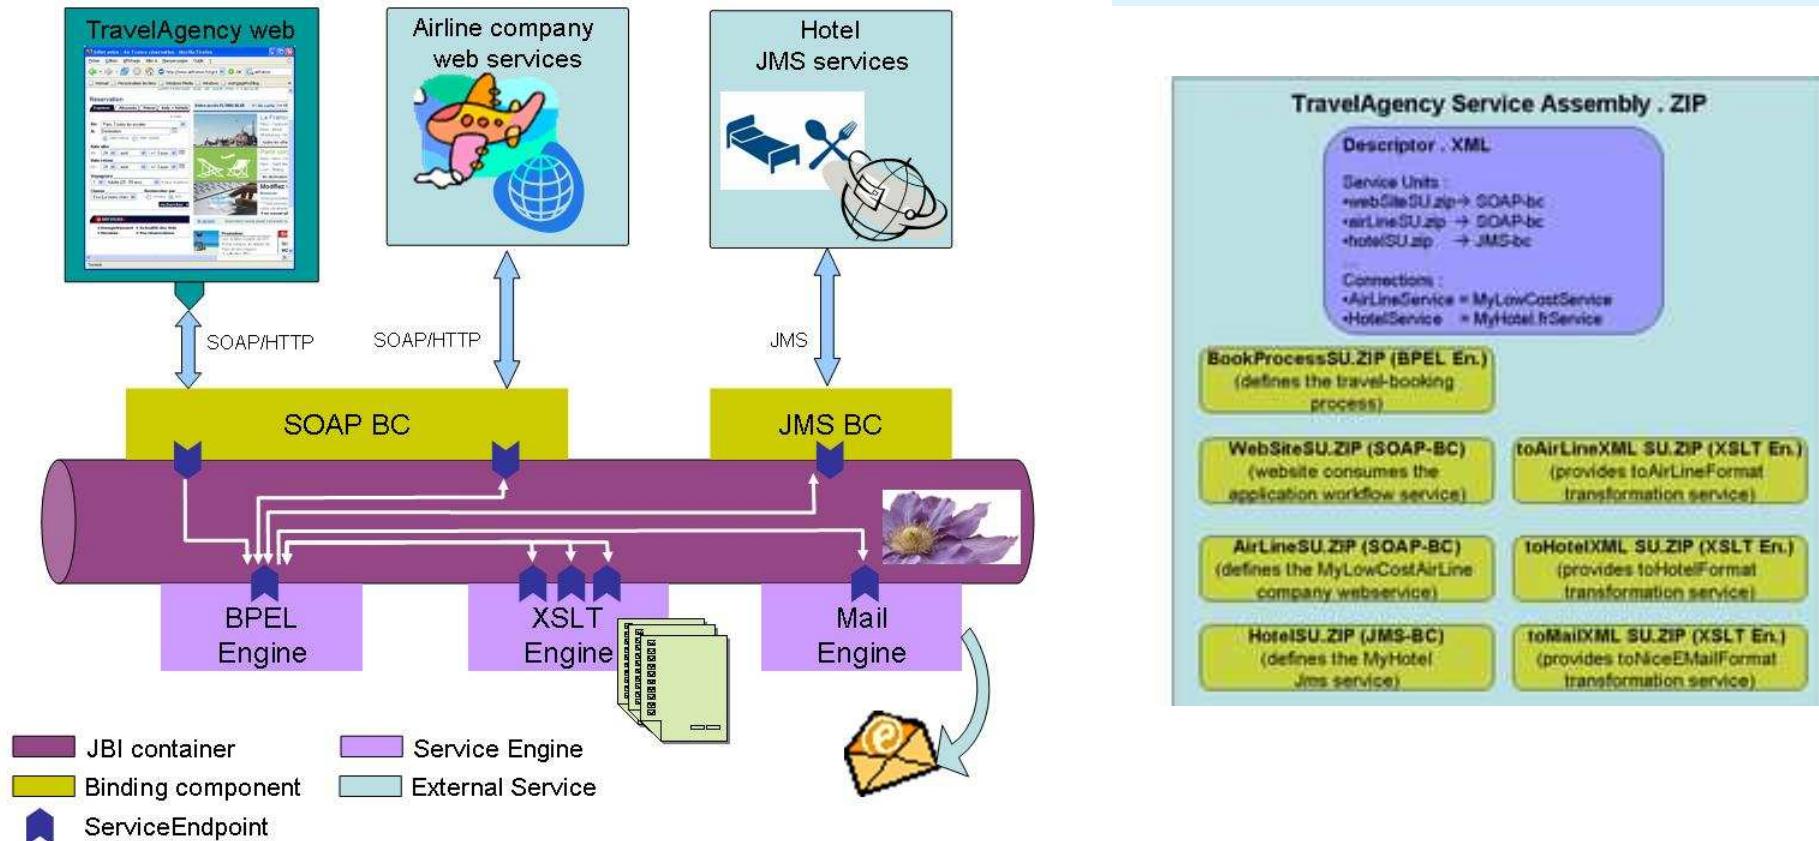 TravelAgency web
Reservation
Airline company
web services
Hotel
JMS services
SOAP/HTTP
SOAP/HTTP
JMS
SOAP BC
JMS BC
BPEL
Engine
XSLT
Engine
Mail
Engine
JBI container
Service Engine
Binding component
External Service
ServiceEndpoint
TravelAgency Service Assembly . ZIP
Descriptor . XML
Service Units :
•webSiteSU.zip→ SOAP-bc
•airLineSU.zip → SOAP-bc
•hotelSU.zip → JMS-bc
...
Connections :
•AirLineService = MyLowCostService
•HotelService = MyHotel.frService
BookProcessSU.ZIP (BPEL En.)
(defines the travel-booking
process)
WebSiteSU.ZIP (SOAP-BC)
(website consumes the
application workflow service)
toAirLineXML SU.ZIP (XSLT En.)
(provides toAirLineFormat
transformation service)
AirLineSU.ZIP (SOAP-BC)
(defines the MyLowCostAirLine
company webservice)
toHotelXML SU.ZIP (XSLT En.)
(provides toHotelFormat
transformation service)
HotelSU.ZIP (JMS-BC)
(defines the MyHotel
Jms service)
toMailXML SU.ZIP (XSLT En.)
(provides toNiceEMailFormat
transformation service)